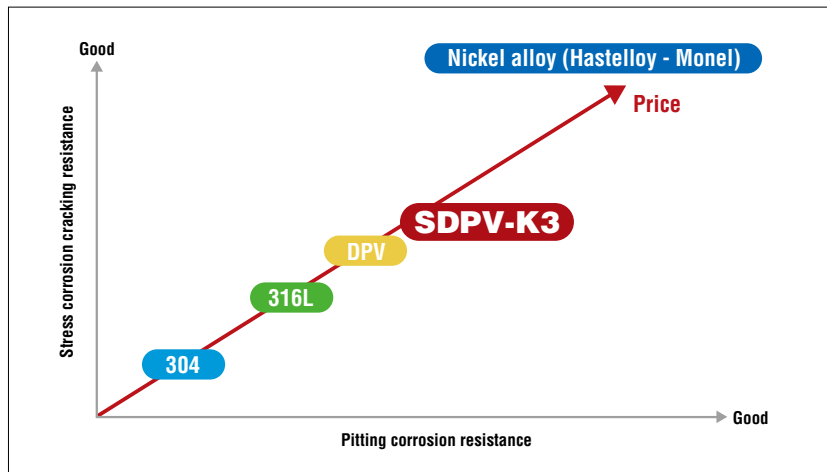 Good
Nickel alloy (Hastelloy - Monel)
Price
Stress corrosion cracking resistance
SDPV-K3
DPV
316L
304
Good
Pitting corrosion resistance